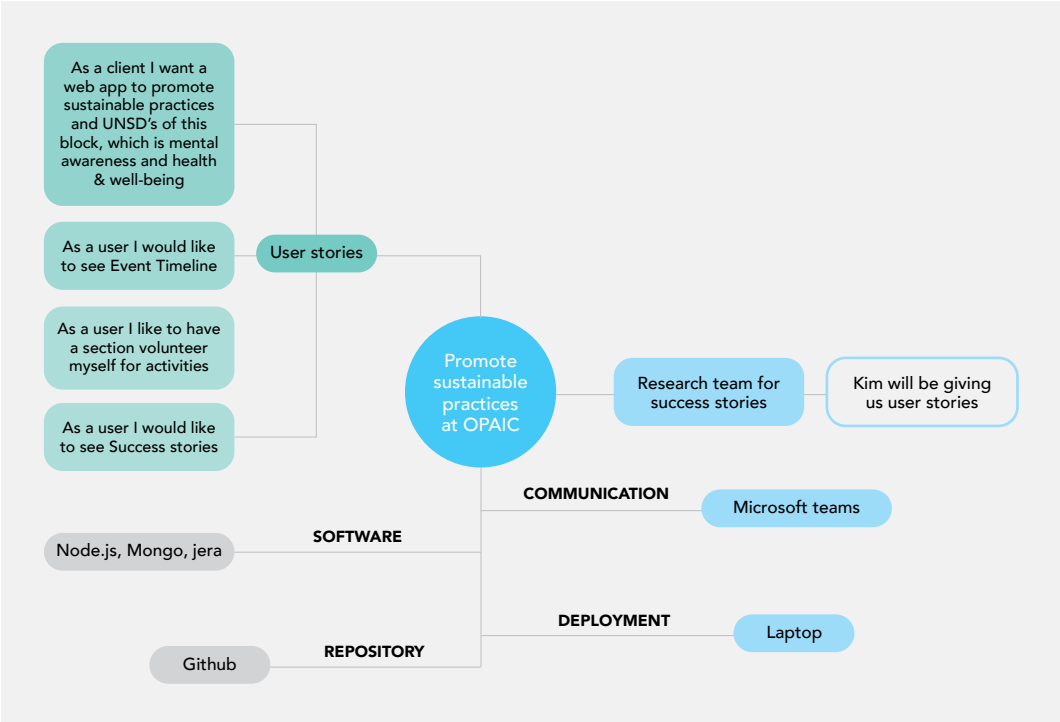 As a client I want a
web app to promote
sustainable practices
and UNSD's of this
block, which is mental
awareness and health
& well-being
As a user I would like
to see Event Timeline
As a user I like to have
a section volunteer
myself for activities
As a user I would like
to see Success stories
User stories
Promote
sustainable
practices
at OPAIC
Research team for
success stories
Kim will be giving
us user stories
COMMUNICATION
Microsoft teams
SOFTWARE
Node.js, Mongo, jera
DEPLOYMENT
Laptop
REPOSITORY
Github